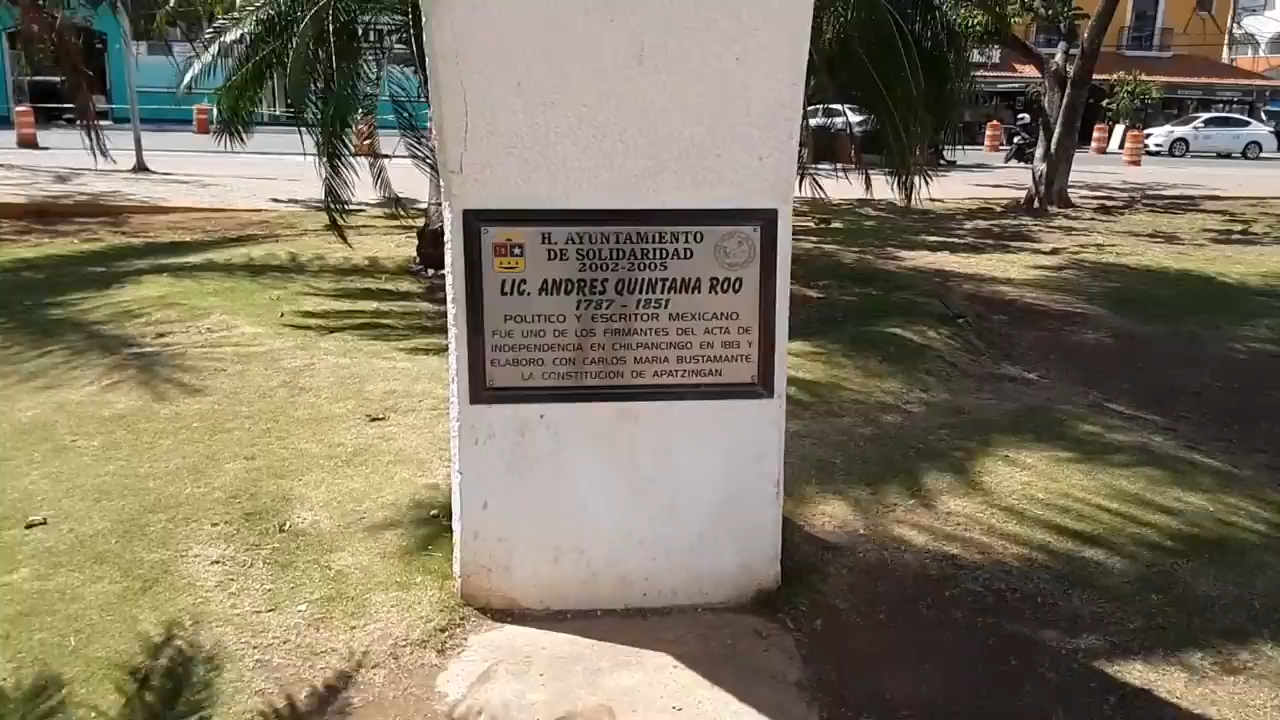 H. AYUNTAMIENTO
DE SOLIDARIDAD
2002-2005
LIC. ANDRES QUINTANA ROO
1787 - 1851
POLITICO Y ESCRITOR MEXICANO.
FUE UNO DE LOS FIRMANTES DEL ACTA DE
INDEPENDENCIA EN CHILPANCINGO EN 1813 Y
ELABORO, CON CARLOS MARIA BUSTAMANTE,
LA CONSTITUCION DE APATZINGAN.